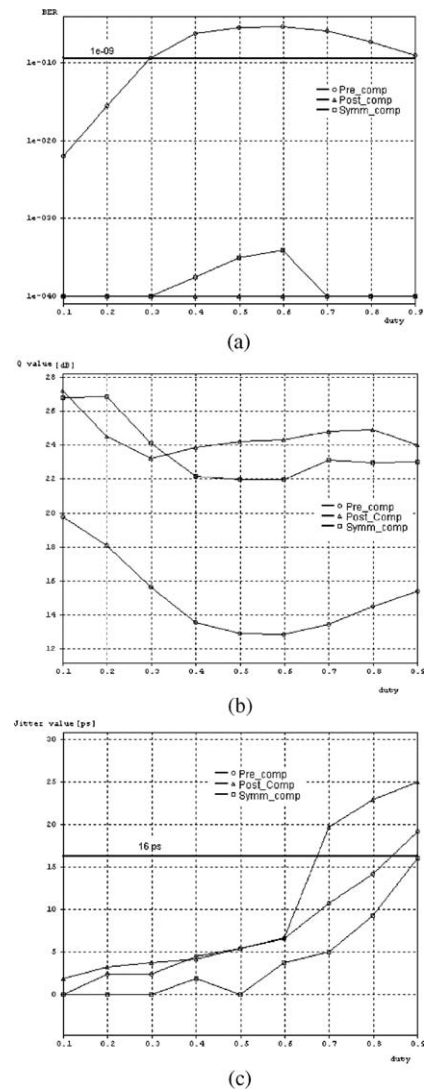 BER
1e-09
1e-010
Pre_comp
Post_comp
Symm_comp
1e-020
1e-030
1e-040
0.1 0.2 0.3 0.4 0.5 0.6 0.7 0.8 0.9
duty
(a)
Q value [dB]
28
26
24
22
20
Pre_comp
Post_Comp
Symm_comp
18
16
14
12
0.1 0.2 0.3 0.4 0.5 0.6 0.7 0.8 0.9
duty
(b)
Jitter value[ps]
30
Pre_comp
Post_Comp
Symm_comp
25
20
16 ps
15
10
5
0
0.1 0.2 0.3 0.4 0.5 0.6 0.7 0.8 0.9
duty
(c)